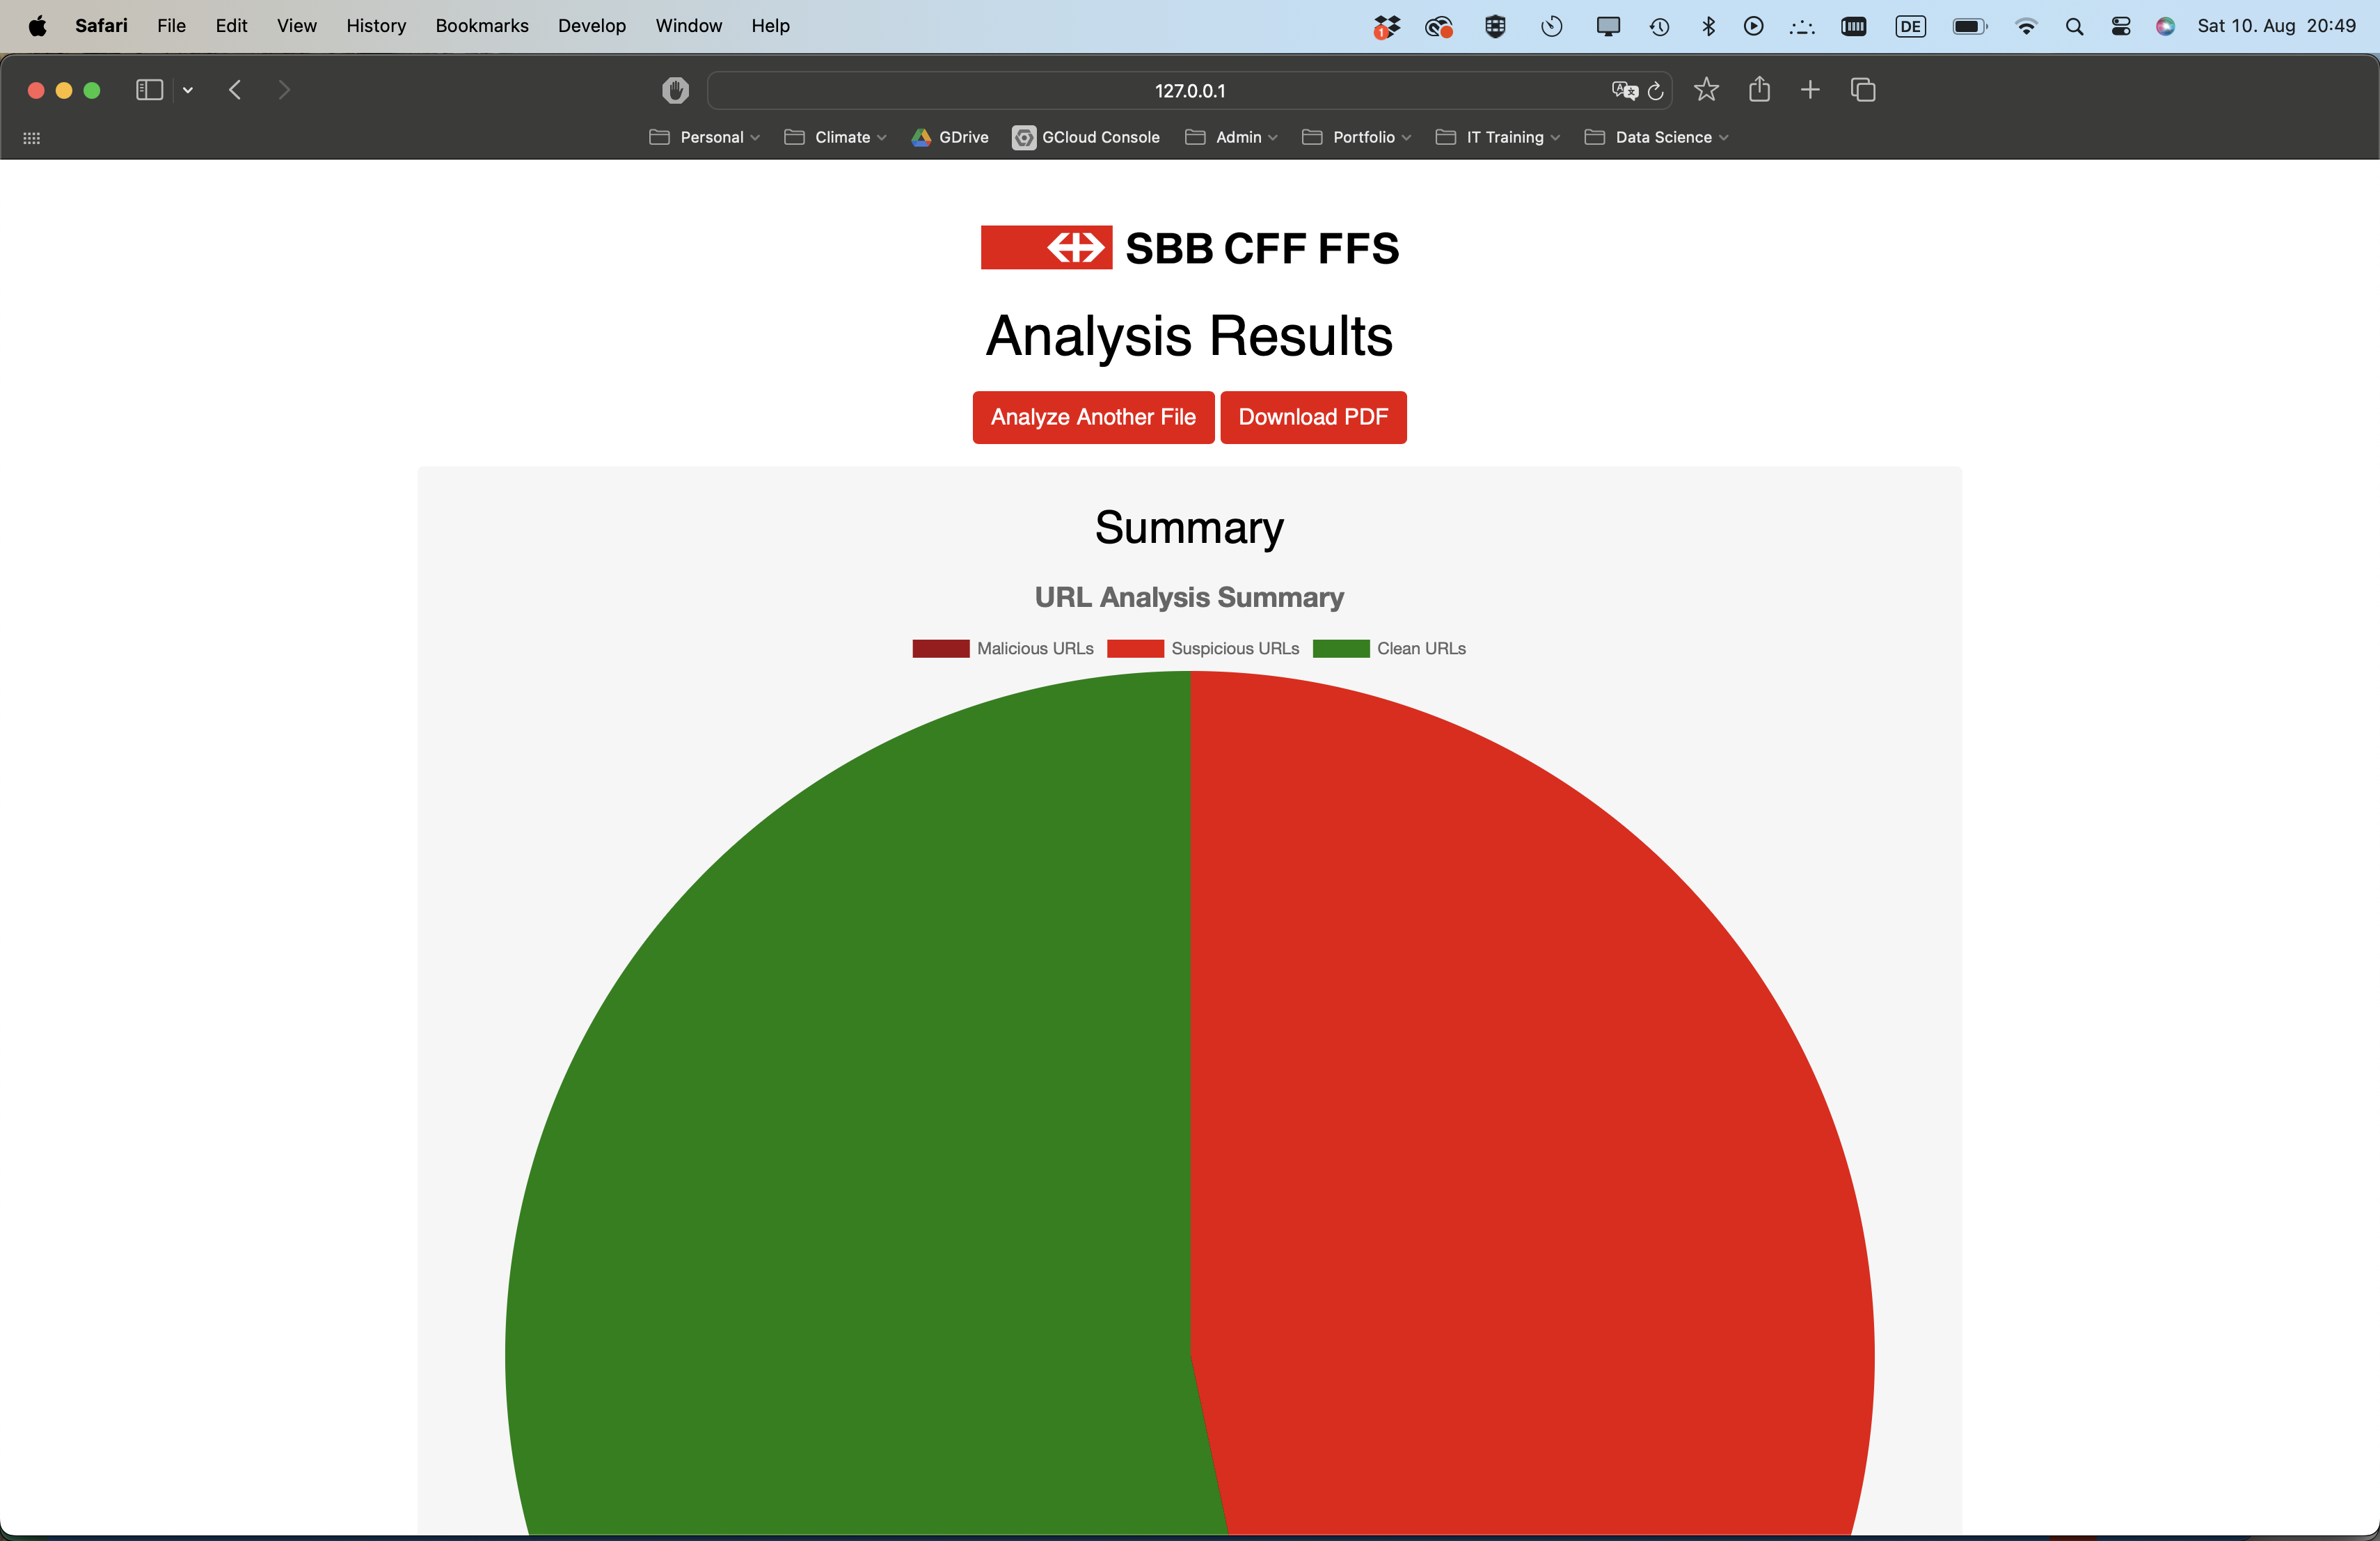 Safari File Edit View History Bookmarks Develop Window Help 1 DE Sat 10. Aug 20:49
127.0.0.1
Personal Climate GDrive GCloud Console Admin Portfolio IT Training Data Science
SBB CFF FFS
Analysis Results
Analyze Another File Download PDF
Summary
URL Analysis Summary
Malicious URLs Suspicious URLs Clean URLs